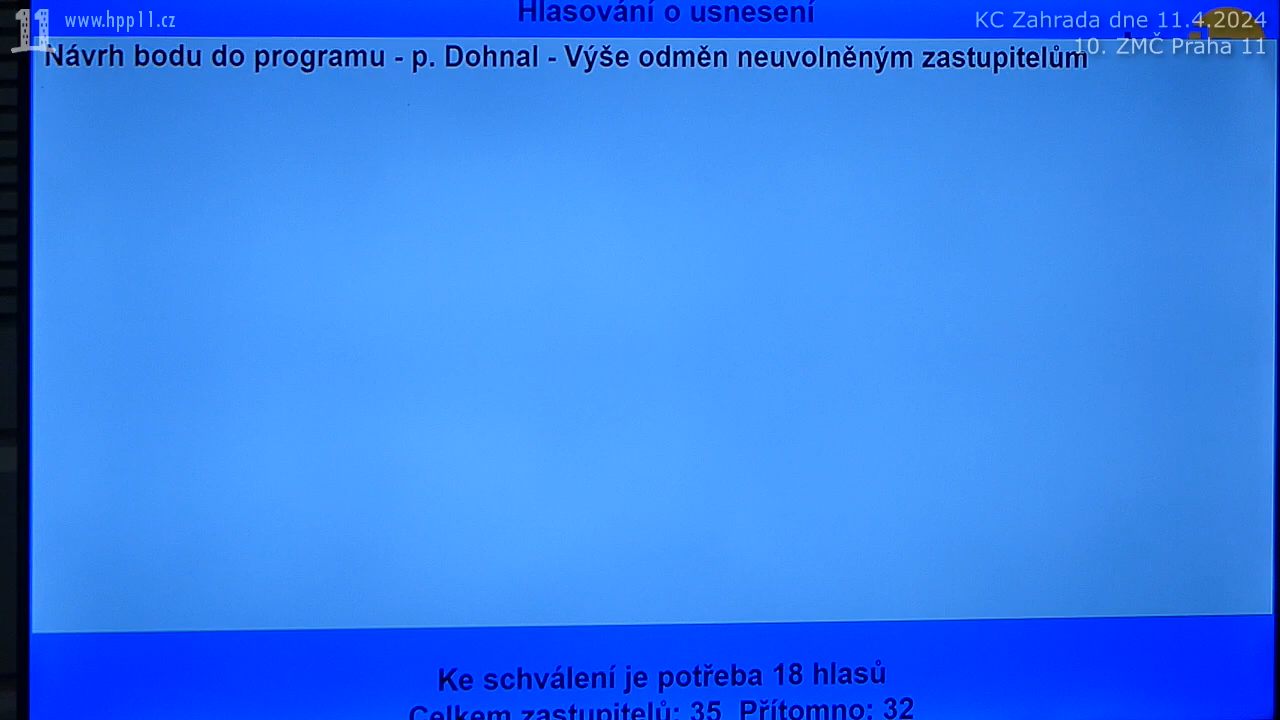 Hlasování o usnesení
11 www.hpp11.cz
KC Zahrada dne 11.4.2024
10. ZMČ Praha 11
Návrh bodu do programu - p. Dohnal - Výše odměn neuvolněným zastupitelům
Ke schválení je potřeba 18 hlasů
Celkem zastupitelů: 35 Přítomno: 32